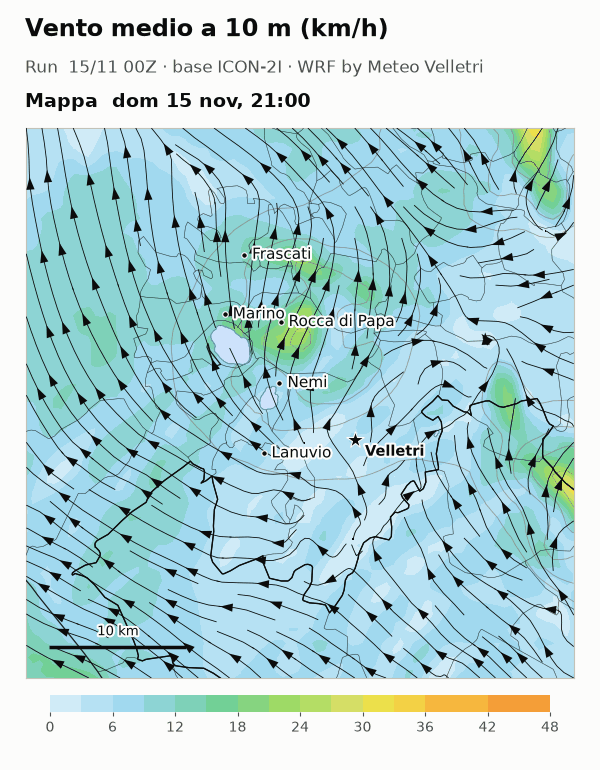 Vento medio a 10 m (km/h)
Run  15/11 00Z · base ICON-2I · WRF by Meteo Velletri
Mappa  dom 15 nov, 21:00
Frascati
Marino
Rocca di Papa
Nemi
Velletri
Lanuvio
10 km
0 6 12 18 24 30 36 42 48